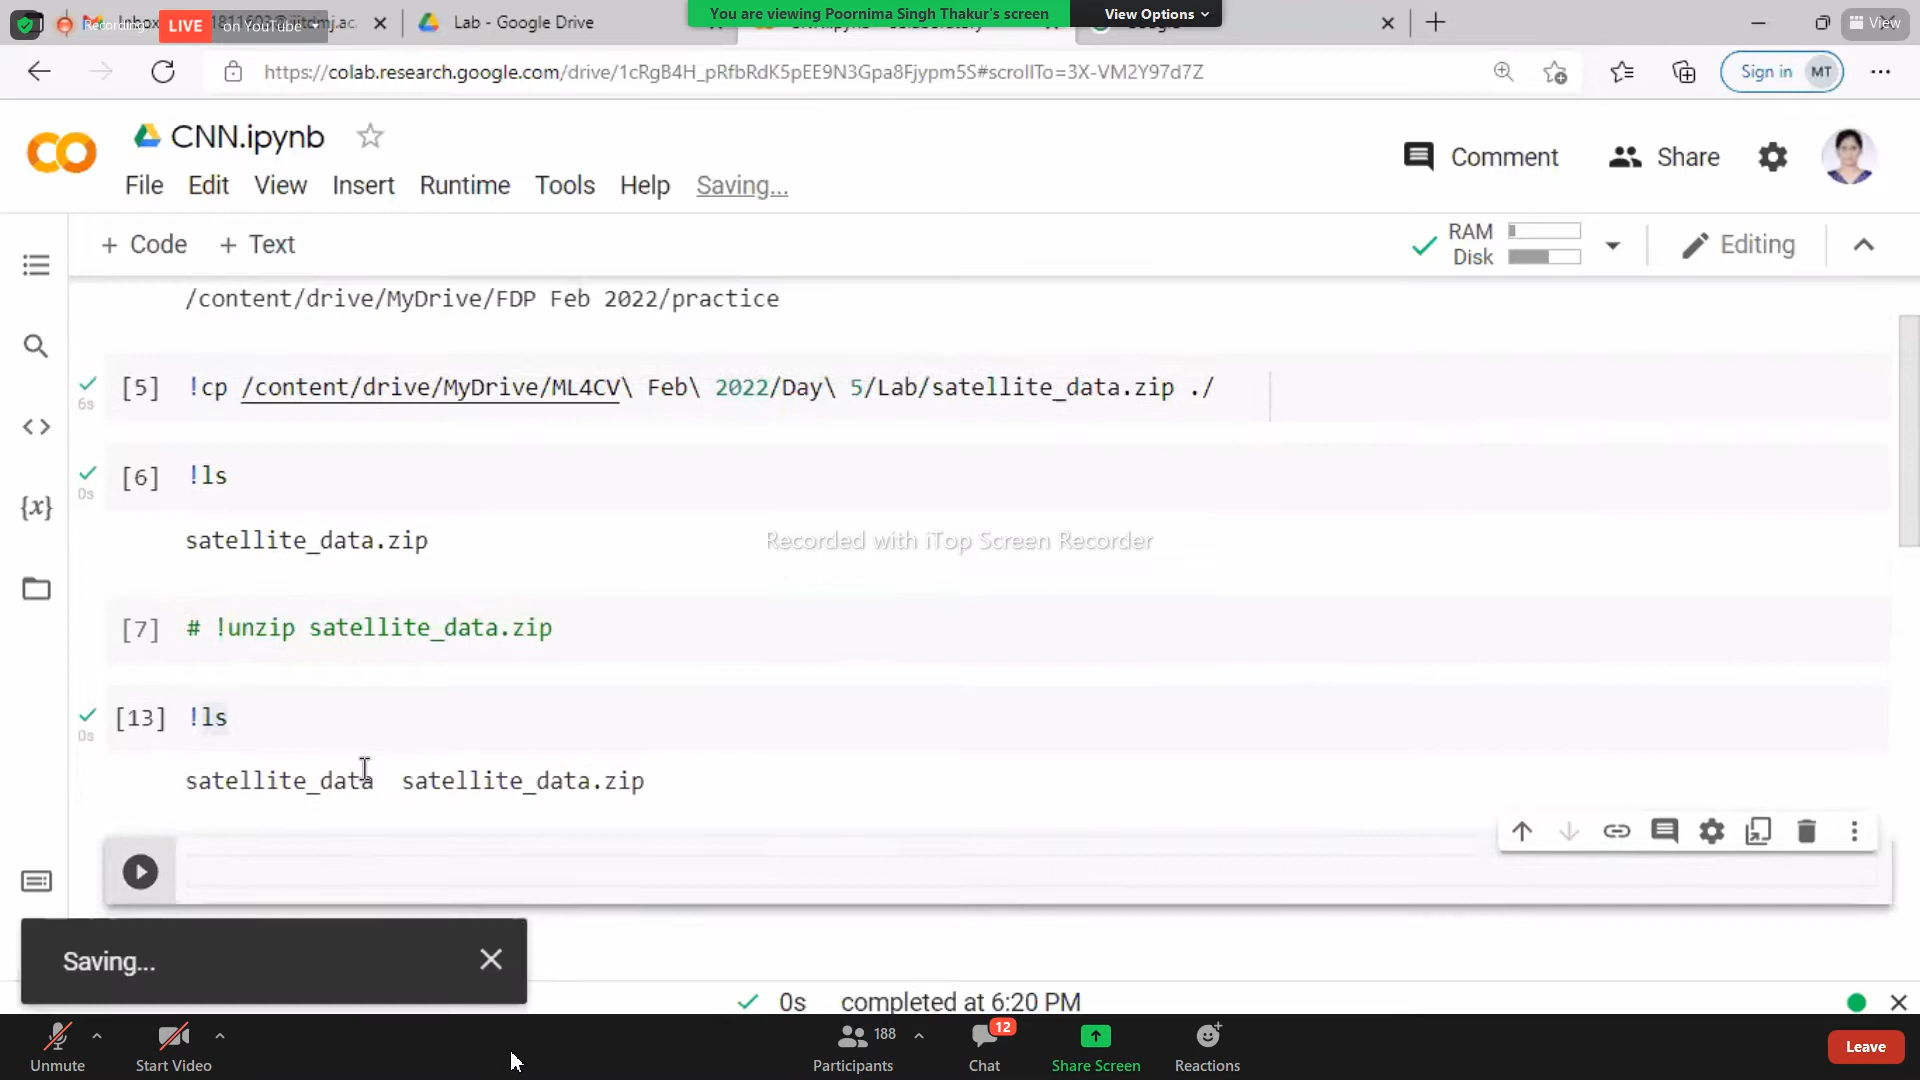 You are viewing Poornima Singh Thakur's screen
View Options
Recording
LIVE
on YouTube
Lab - Google Drive
View
https://colab.research.google.com/drive/1cRgB4H_pRfbRdK5pEE9N3Gpa8Fjypm5S#scrollTo=3X-VM2Y97d7Z
Sign in MT
CNN.ipynb
Comment
Share
File Edit View Insert Runtime Tools Help Saving...
+ Code + Text
RAM
Disk
Editing
/content/drive/MyDrive/FDP Feb 2022/practice
[5] !cp /content/drive/MyDrive/ML4CV\ Feb\ 2022/Day\ 5/Lab/satellite_data.zip ./
6s
[6] !ls
0s
satellite_data.zip
Recorded with iTop Screen Recorder
[7] # !unzip satellite_data.zip
[13] !ls
0s
satellite_data satellite_data.zip
Saving...
0s completed at 6:20 PM
Unmute
Start Video
188
Participants
12
Chat
Share Screen
Reactions
Leave